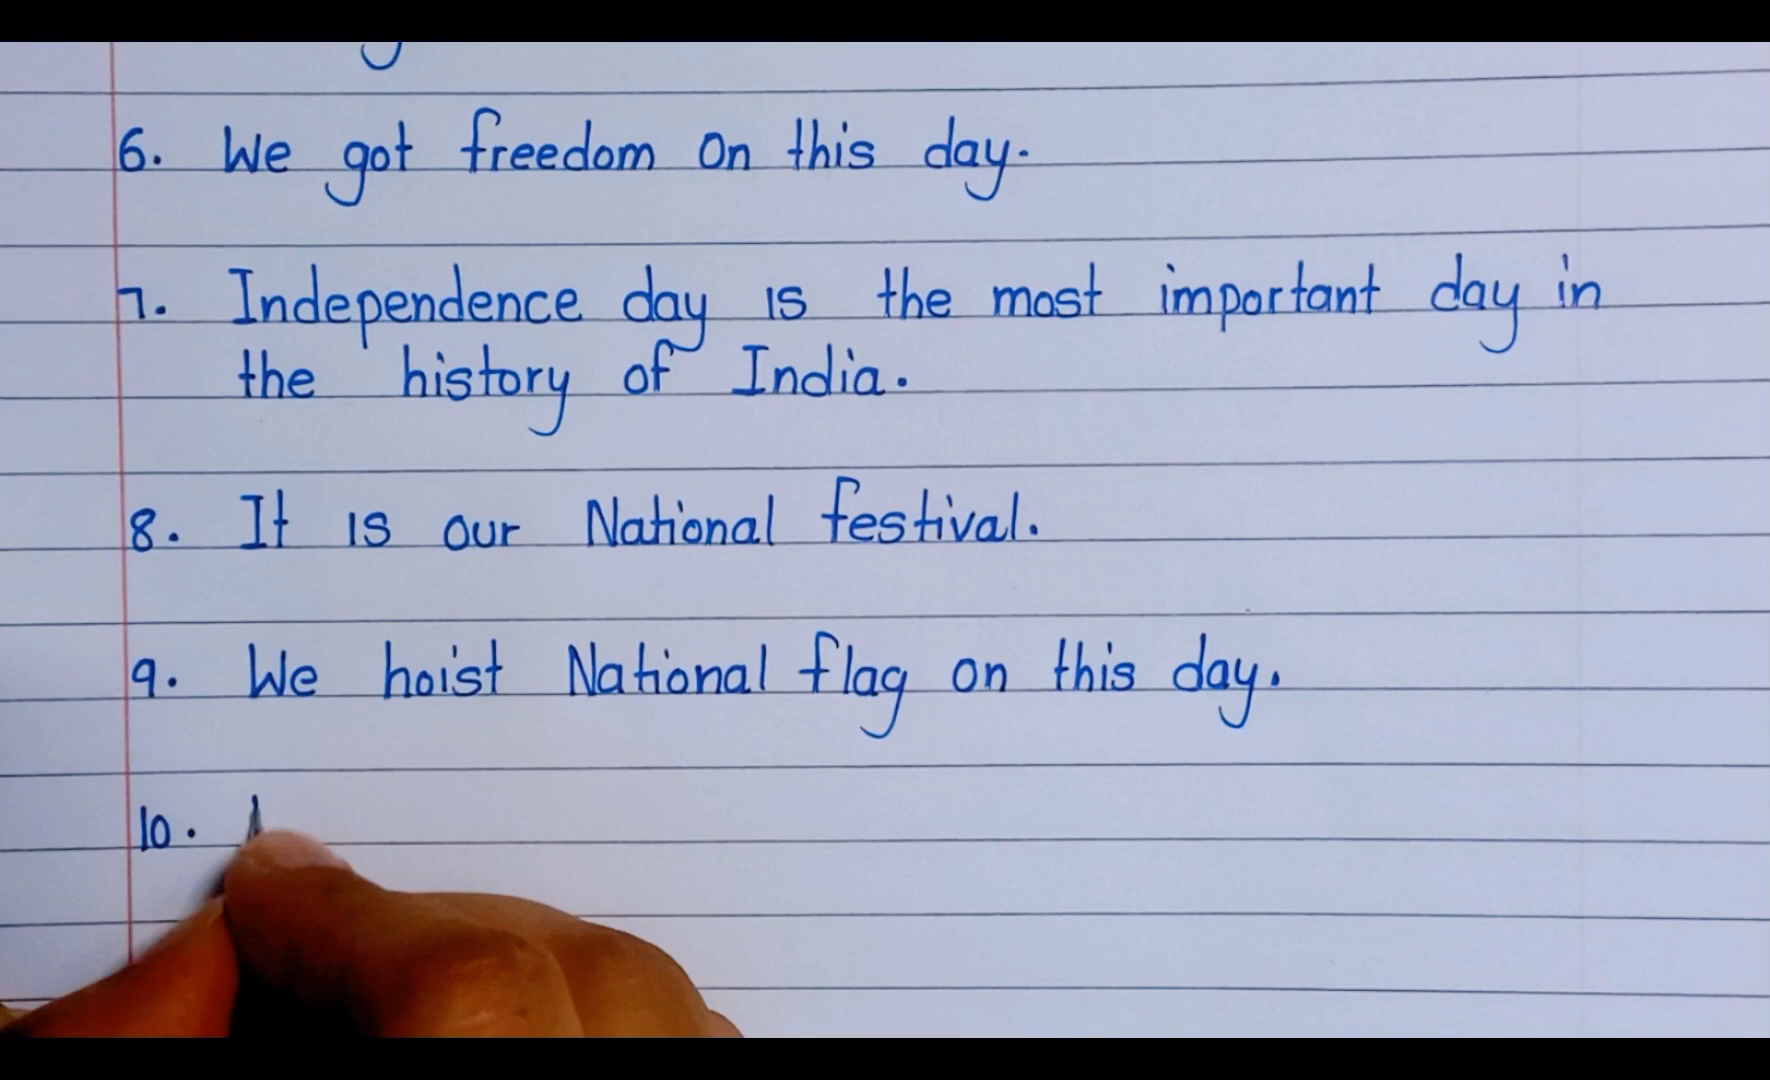 6. We got freedom on this day.
7. Independence day is the most important day in
the history of India.
8. It is our National festival.
9. We hoist National flag on this day.
10.